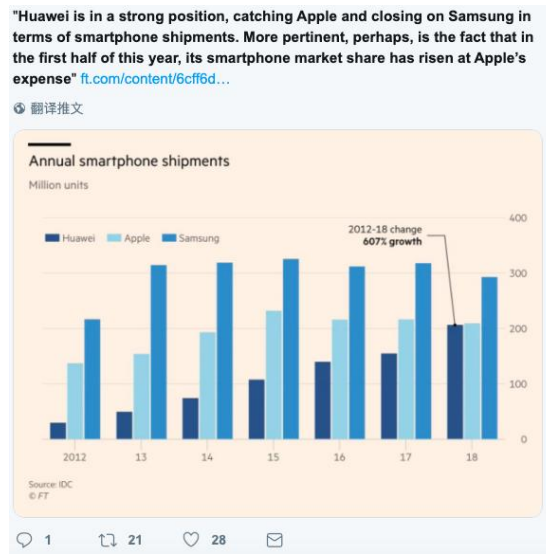 "Huawei is in a strong position, catching Apple and closing on Samsung in
terms of smartphone shipments. More pertinent, perhaps, is the fact that in
the first half of this year, its smartphone market share has risen at Apple's
expense" ft.com/content/6cff6d…
翻译推文
Annual smartphone shipments
Million units
400
2012-18 change
607% growth
Huawei Apple Samsung
300
200
100
0
2012 13 14 15 16 17 18
Source: IDC
© FT
1 21 28